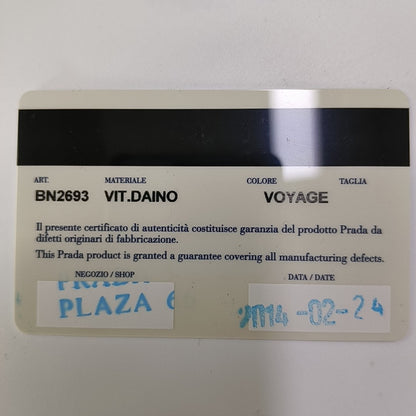 ART. MATERIALE COLORE TAGLIA
BN2693 VIT.DAINO VOYAGE
Il presente certificato di autenticità costituisce garanzia del prodotto Prada da
difetti originari di fabbricazione.
This Prada product is granted a guarantee covering all manufacturing defects.
NEGOZIO / SHOP DATA / DATE
PRADA
PLAZA 6 2014-02-24